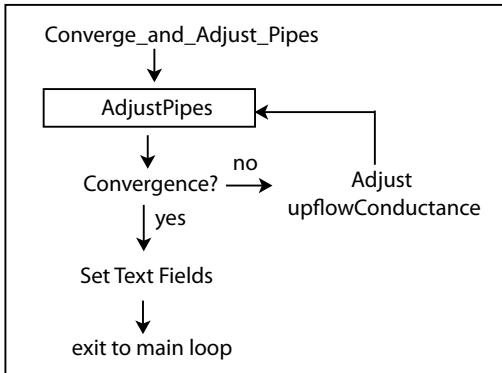 Converge_and_Adjust_Pipes
AdjustPipes
Convergence?
no
Adjust
upflowConductance
yes
Set Text Fields
exit to main loop